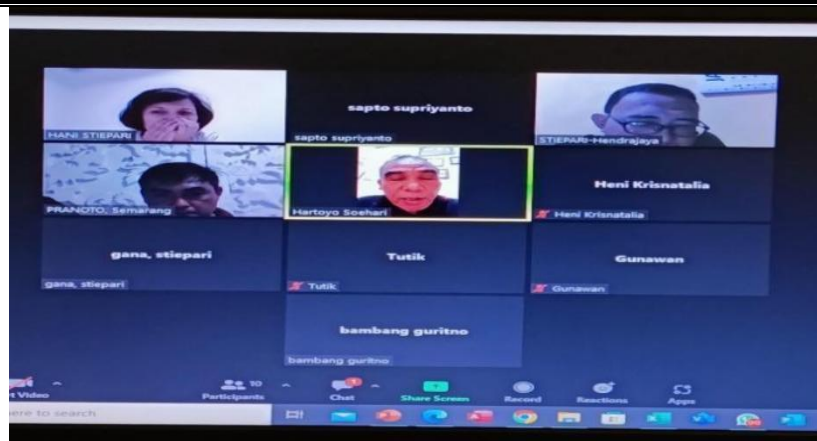 sapto supriyanto
HANI STIEPARI
sapto supriyanto
STIEPARI-Hendrajaya
Heni Krisnatalia
PRANOTO, Semarang
Hartoyo Soehari
Heni Krisnatalia
gana, stiepari
Tutik
Gunawan
gana, stiepari
Tutik
Gunawan
bambang guritno
bambang guritno
10
1
t Video
Participants
Chat
Share Screen
Record
Reactions
Apps
ere to search